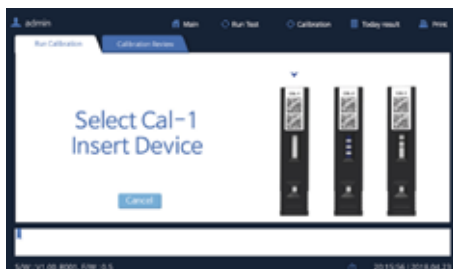 admin
Main
Run Test
Calibration
Today result
Print
Run Calibration
Calibration Review
Select Cal-1
Insert Device
Cancel